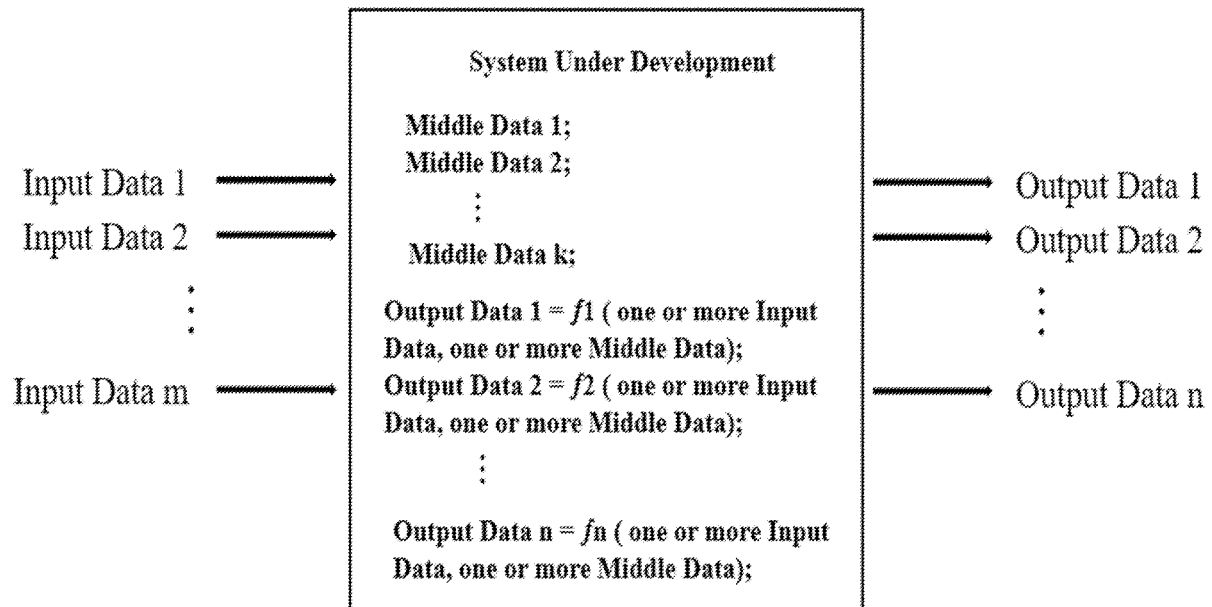 System Under Development
Middle Data 1;
Middle Data 2;
⋮
Middle Data k;
Input Data 1
Input Data 2
⋮
Input Data m
Output Data 1 = f1 ( one or more Input
Data, one or more Middle Data);
Output Data 2 = f2 ( one or more Input
Data, one or more Middle Data);
⋮
Output Data n = fn ( one or more Input
Data, one or more Middle Data);
Output Data 1
Output Data 2
⋮
Output Data n